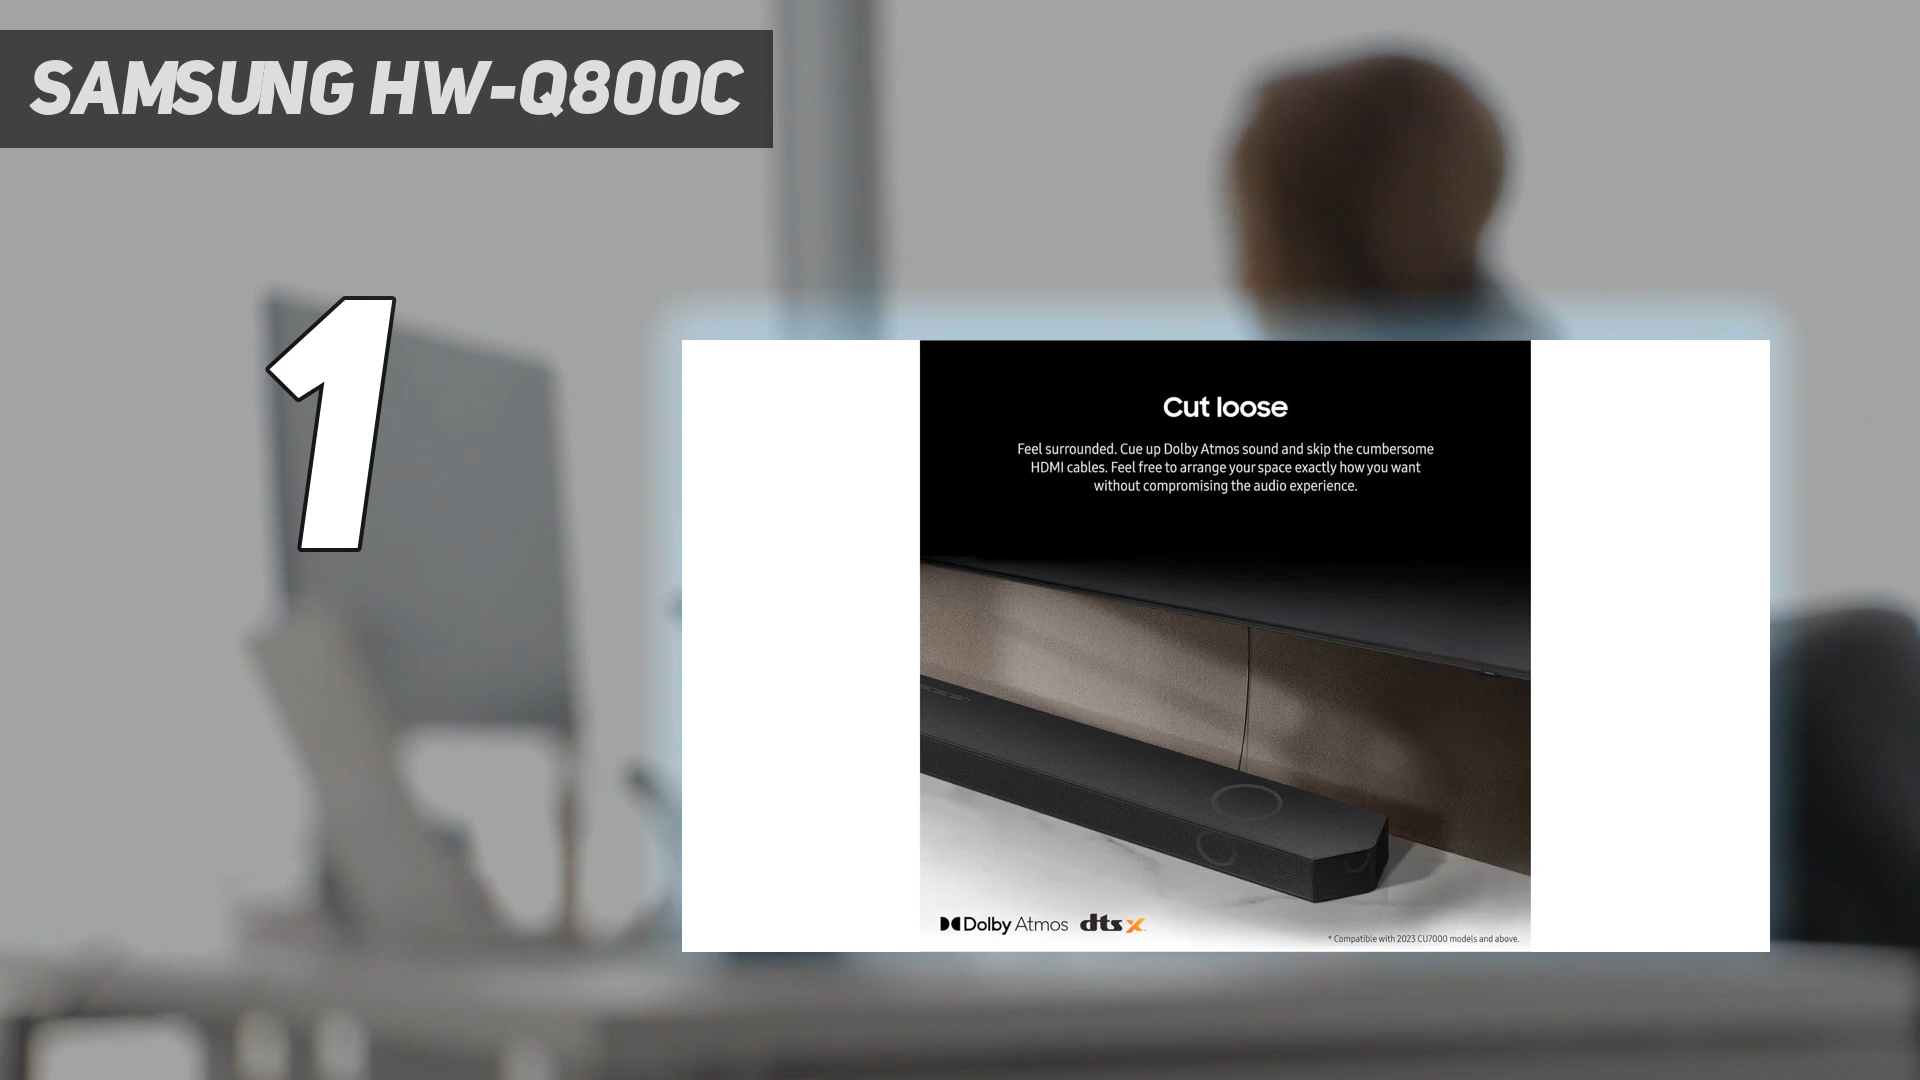 SAMSUNG HW-Q800C
1
Cut loose
Feel surrounded. Cue up Dolby Atmos sound and skip the cumbersome
HDMI cables. Feel free to arrange your space exactly how you want
without compromising the audio experience.
Dolby Atmos dts x
* Compatible with 2023 CU7000 models and above.